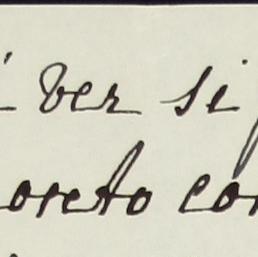 ver si
oreto con